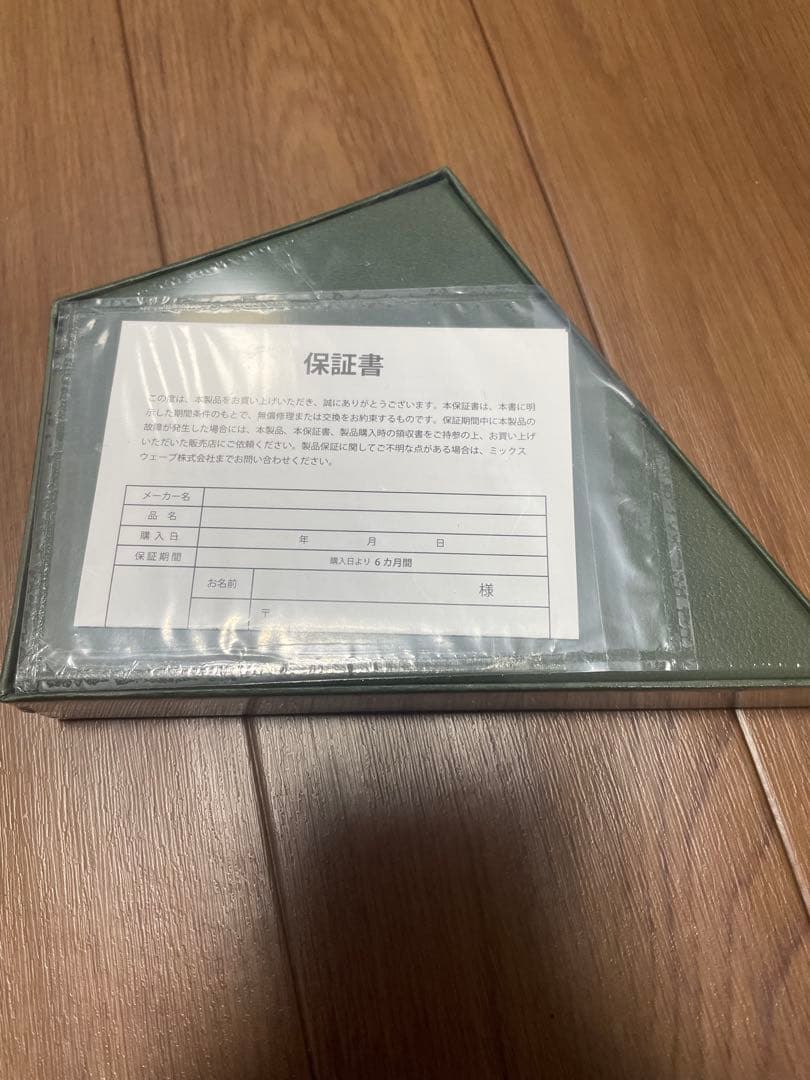 保証書
この度は、本製品をお買い上げいただき、誠にありがとうございます。本保証書は、本書に明
示した期間条件のもとで、無償修理または交換をお約束するものです。保証期間中に本製品の
故障が発生した場合には、本製品、本保証書、製品購入時の領収書をご持参の上、お買い上げ
いただいた販売店にご依頼ください。製品保証に関してご不明な点がある場合は、ミックス
ウェーブ株式会社までお問い合わせください。
メーカー名
品 名
購 入 日 年 月 日
保証期間 購入日より 6 カ月間
お名前 様
〒